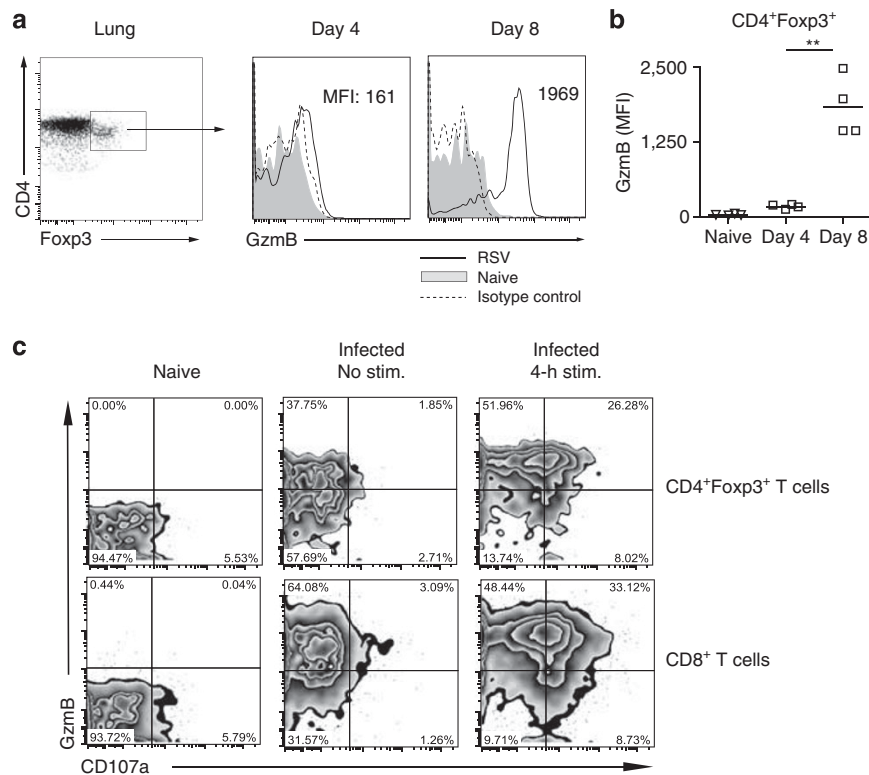 a
Lung
Day 4
Day 8
MFI: 161
1969
CD4
Foxp3
GzmB
RSV
Naive
Isotype control
b
CD4+Foxp3+
**
2,500
1,250
0
GzmB (MFI)
Naive Day 4 Day 8
c
Naive
Infected
No stim.
Infected
4-h stim.
0.00% 0.00%
94.47% 5.53%
37.75% 1.85%
57.69% 2.71%
51.96% 26.28%
13.74% 8.02%
CD4+Foxp3+ T cells
0.44% 0.04%
93.72% 5.79%
64.08% 3.09%
31.57% 1.26%
48.44% 33.12%
9.71% 8.73%
CD8+ T cells
GzmB
CD107a